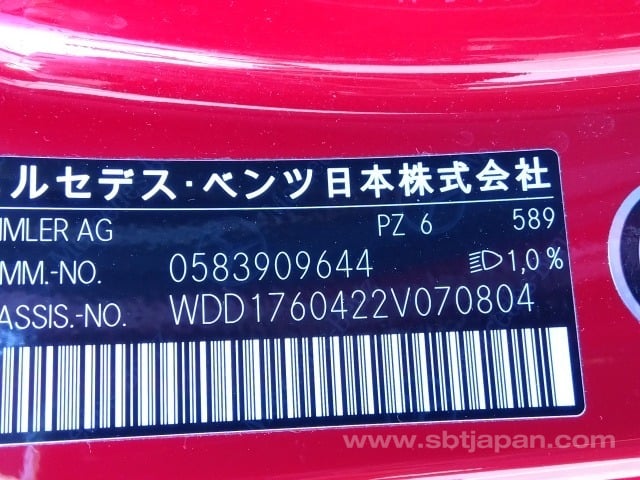 ルセデス・ベンツ日本株式会社
IMLER AG PZ 6 589
MM.-NO. 0583909644 1,0%
ASSIS.-NO. WDD1760422V070804
www.sbtjapan.com